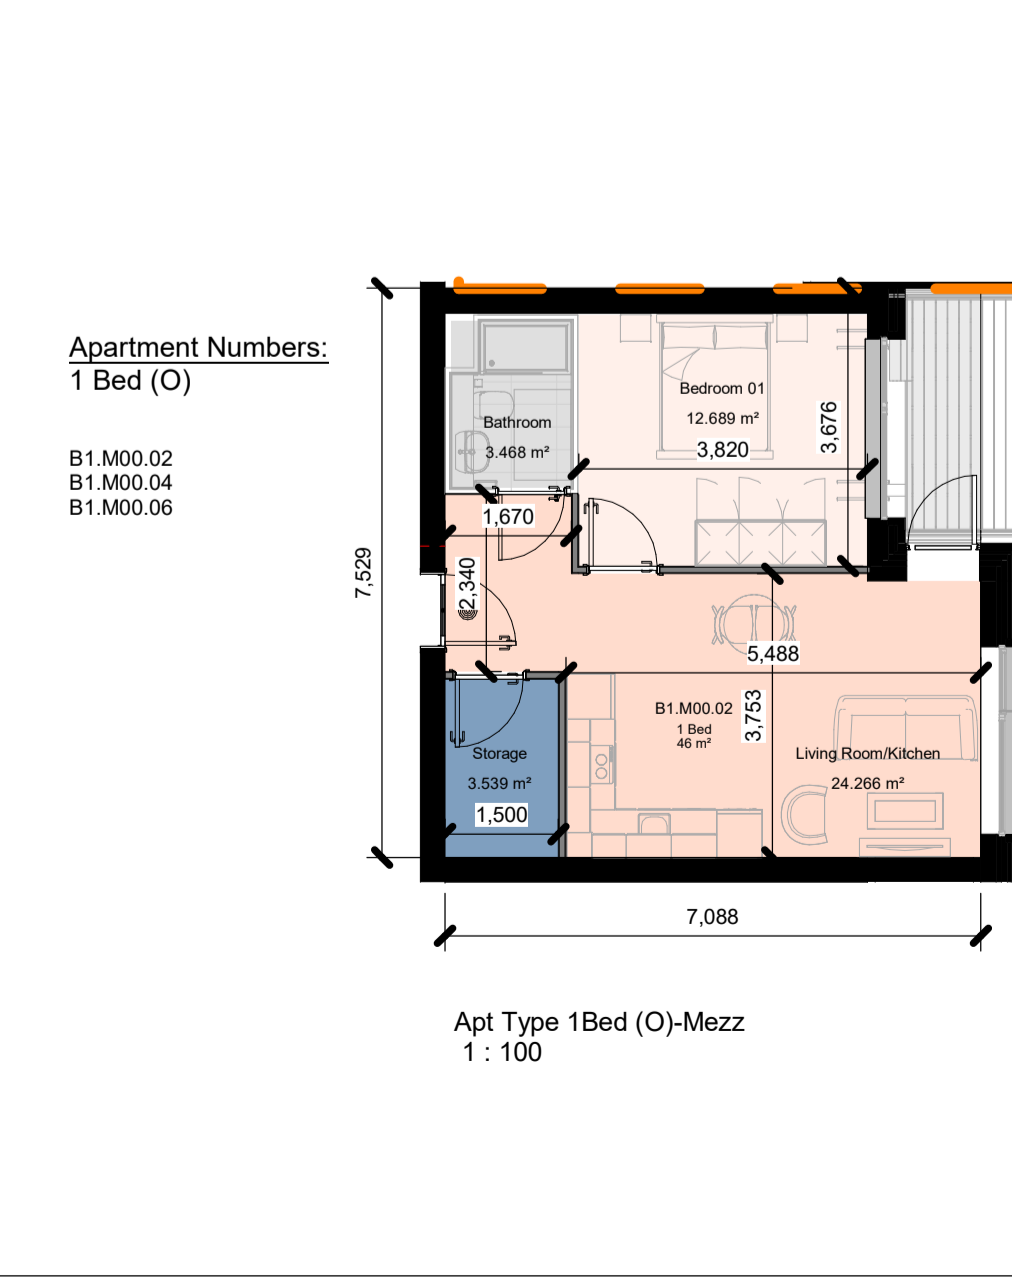 Apartment Numbers:
1 Bed (O)
B1.M00.02
B1.M00.04
B1.M00.06
Bedroom 01
12.689 m²
3,820
3,676
Bathroom
3.468 m²
1,670
2,340
7,529
5,488
3,753
B1.M00.02
1 Bed
46 m²
Living Room/Kitchen
24.266 m²
Storage
3.539 m²
1,500
7,088
Apt Type 1Bed (O)-Mezz
1 : 100